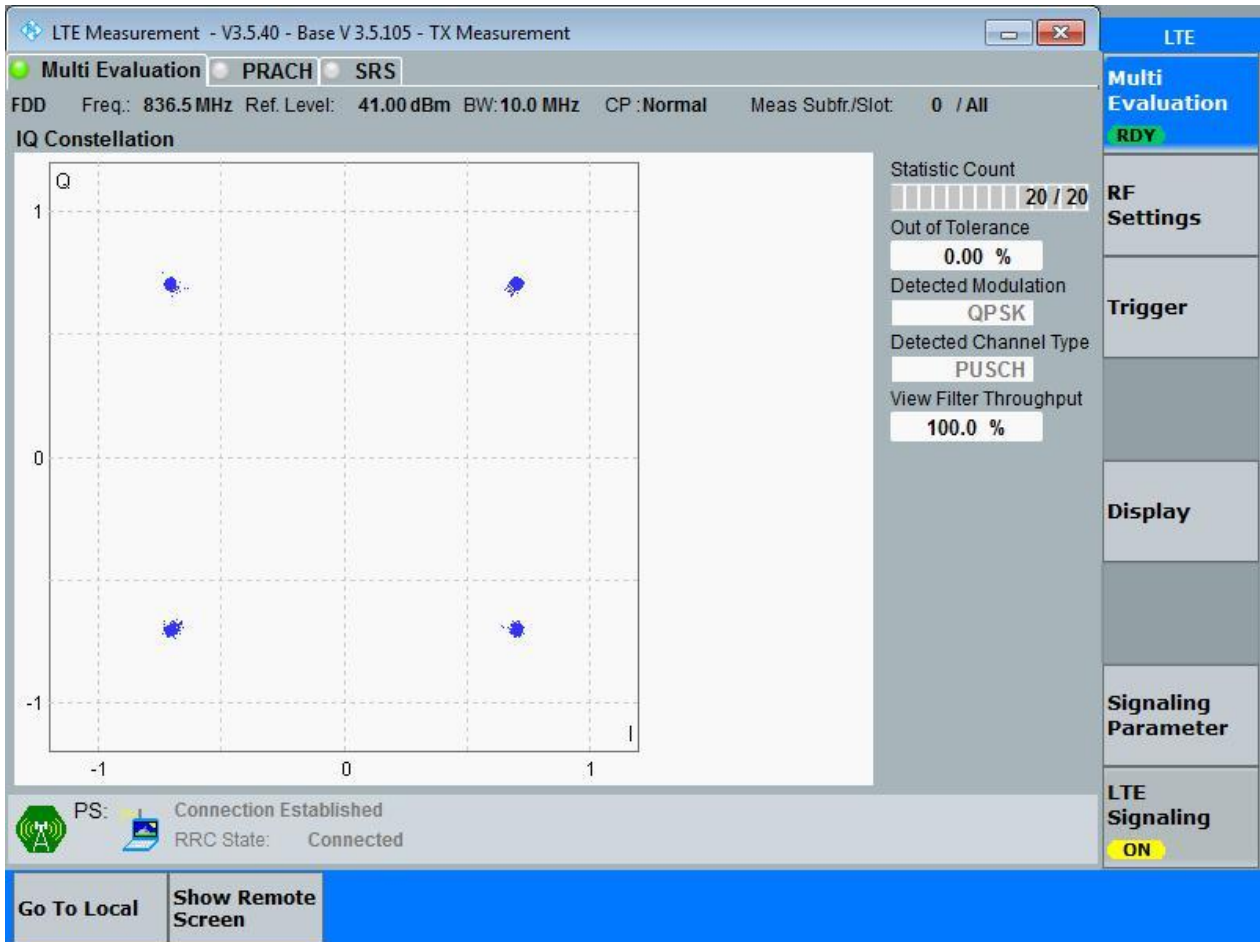 LTE Measurement - V3.5.40 - Base V 3.5.105 - TX Measurement
LTE
Multi Evaluation PRACH SRS
Multi
Evaluation
RDY
FDD Freq.: 836.5 MHz Ref. Level: 41.00 dBm BW: 10.0 MHz CP : Normal Meas Subfr./Slot: 0 / All
IQ Constellation
Q
1
0
-1
I
-1 0 1
Statistic Count
20 / 20
Out of Tolerance
0.00 %
Detected Modulation
QPSK
Detected Channel Type
PUSCH
View Filter Throughput
100.0 %
RF
Settings
Trigger
Display
Signaling
Parameter
LTE
Signaling
ON
PS: Connection Established
RRC State: Connected
Go To Local
Show Remote
Screen